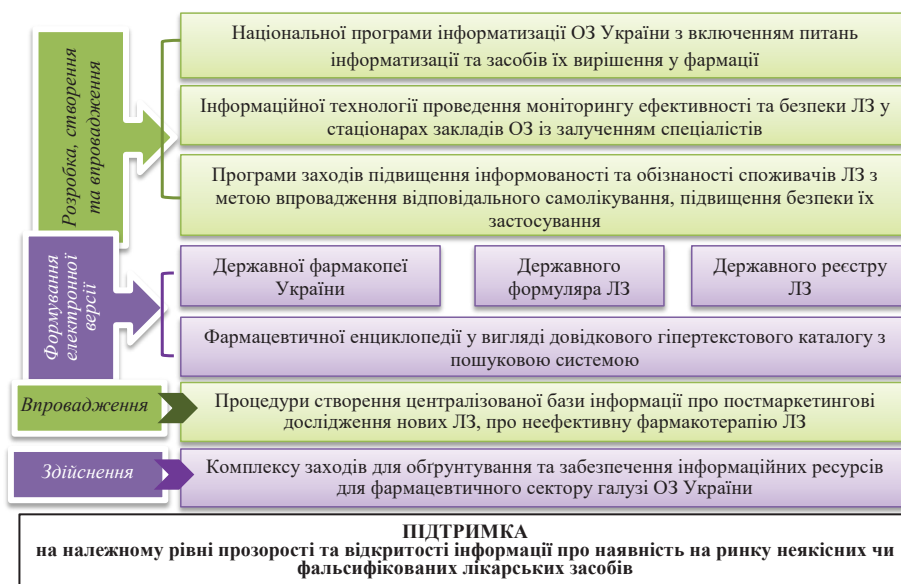 Розробка, створення
та впровадження
Національної програми інформатизації ОЗ України з включенням питань
інформатизації та засобів їх вирішення у фармації
Інформаційної технології проведення моніторингу ефективності та безпеки ЛЗ у
стаціонарах закладів ОЗ із залученням спеціалістів
Програми заходів підвищення інформованості та обізнаності споживачів ЛЗ з
метою впровадження відповідального самолікування, підвищення безпеки їх
застосування
Формування
електронної
версії
Державної фармакопеї
України
Державного
формуляра ЛЗ
Державного реєстру
ЛЗ
Фармацевтичної енциклопедії у вигляді довідкового гіпертекстового каталогу з
пошуковою системою
Впровадження
Процедури створення централізованої бази інформації про постмаркетингові
дослідження нових ЛЗ, про неефективну фармакотерапію ЛЗ
Здійснення
Комплексу заходів для обґрунтування та забезпечення інформаційних ресурсів
для фармацевтичного сектору галузі ОЗ України
ПІДТРИМКА
на належному рівні прозорості та відкритості інформації про наявність на ринку неякісних чи
фальсифікованих лікарських засобів